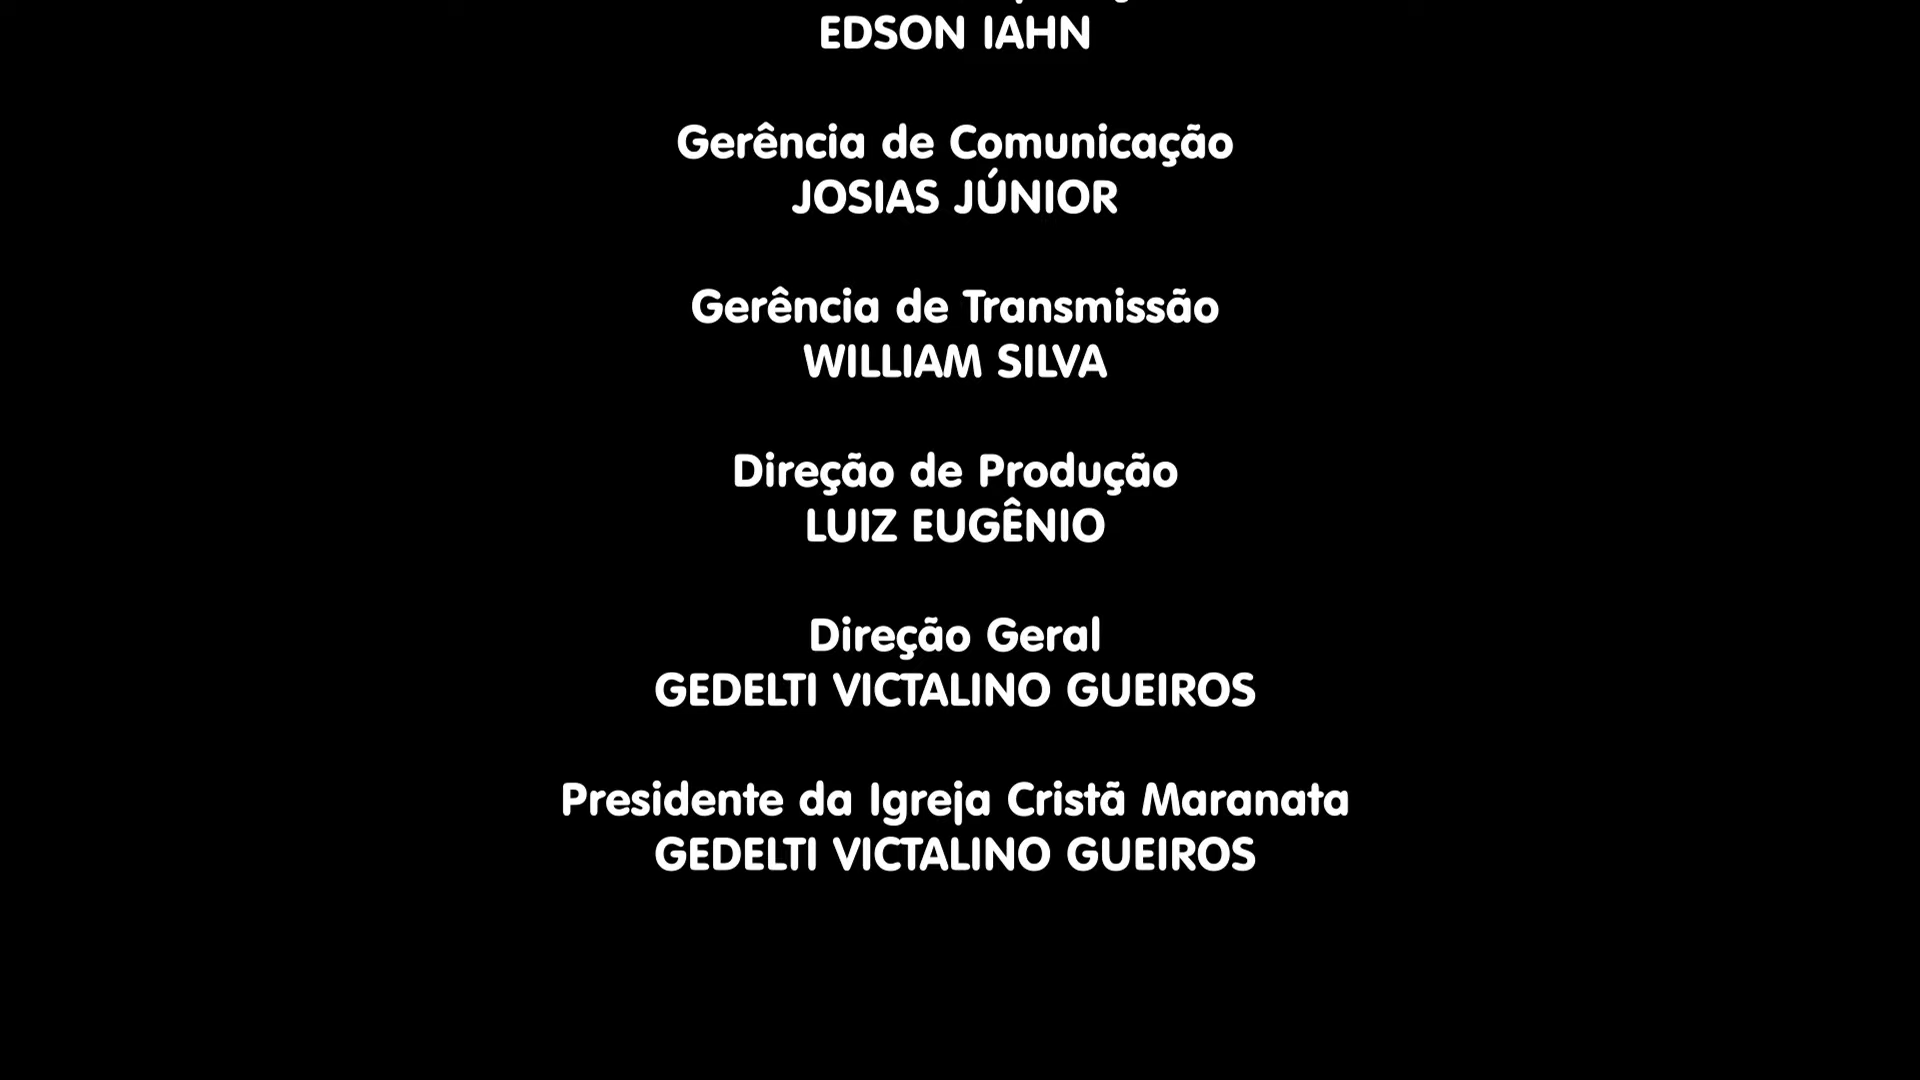 EDSON IAHN
Gerência de Comunicação
JOSIAS JÚNIOR
Gerência de Transmissão
WILLIAM SILVA
Direção de Produção
LUIZ EUGÊNIO
Direção Geral
GEDELTI VICTALINO GUEIROS
Presidente da Igreja Cristã Maranata
GEDELTI VICTALINO GUEIROS